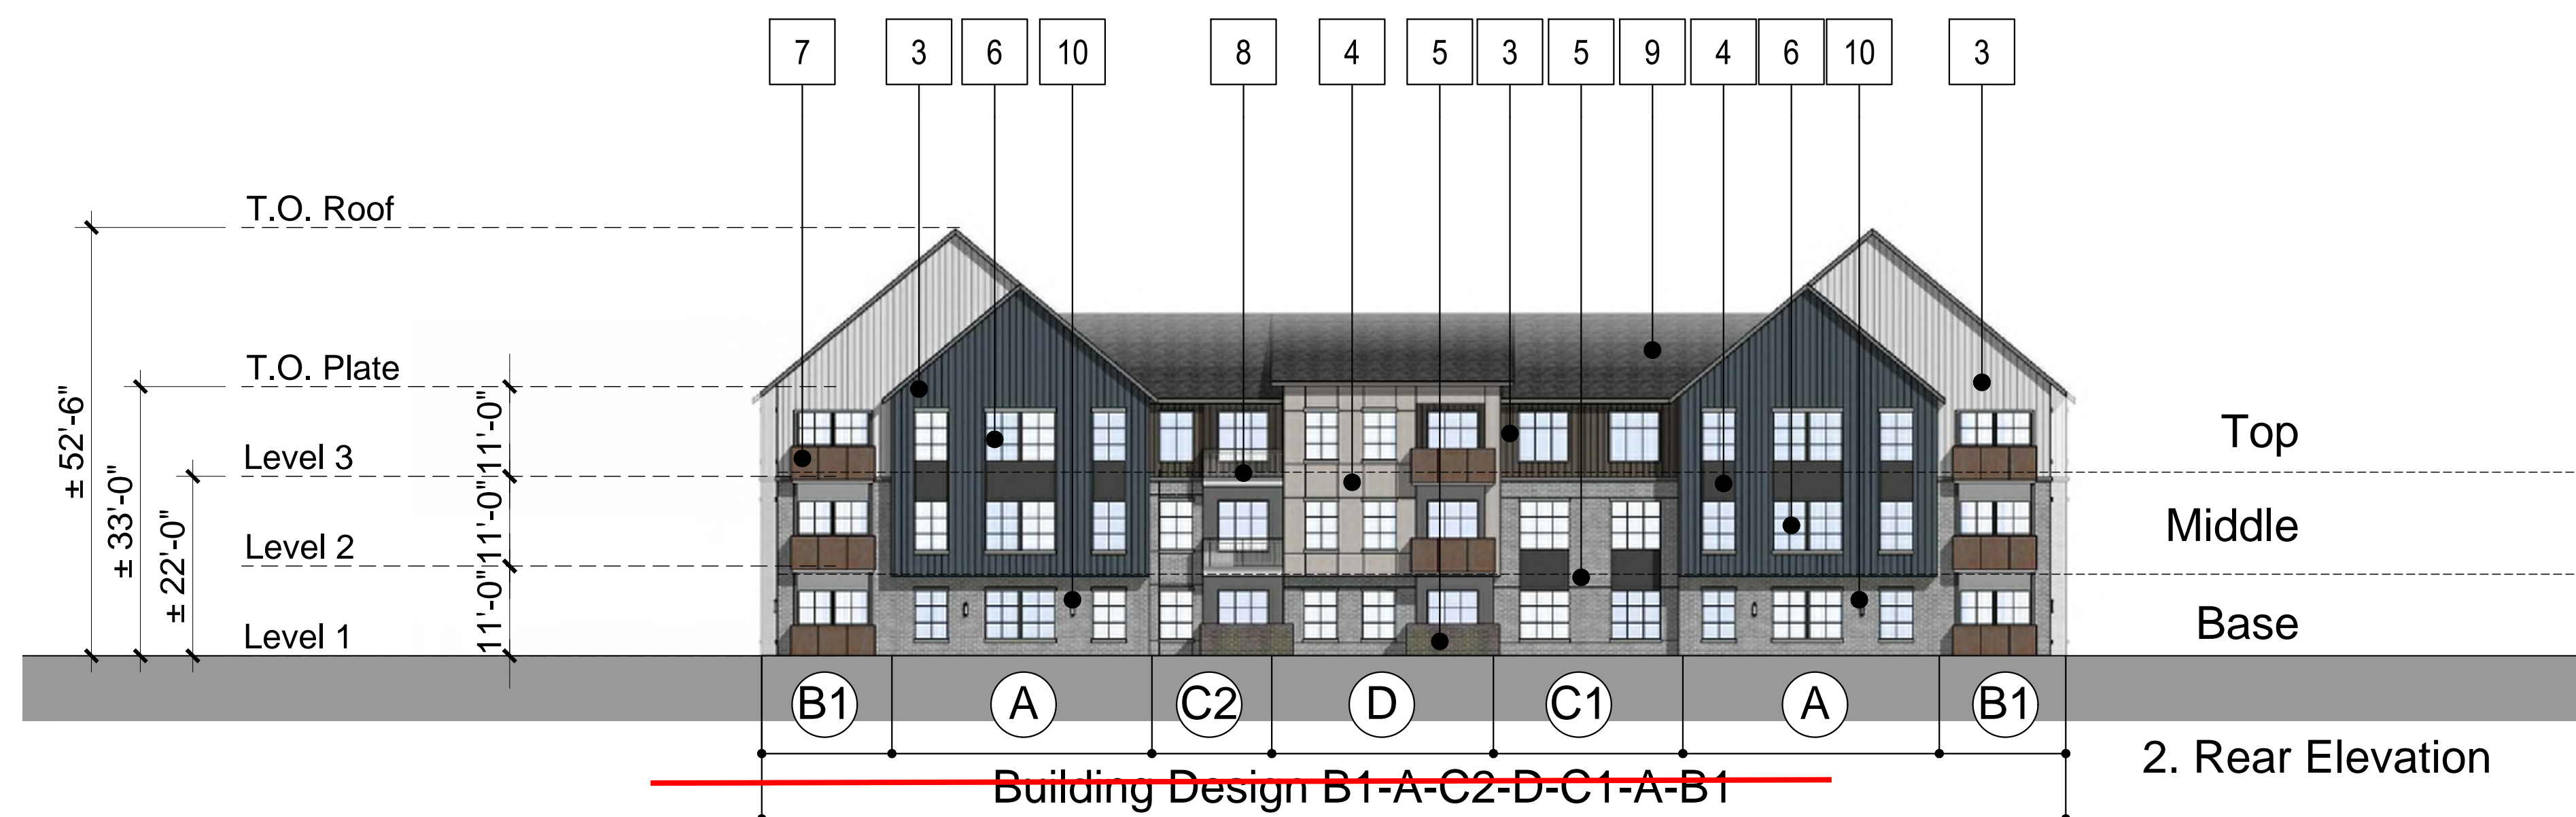 7 3 6 10 8 4 5 3 5 9 4 6 10 3
T.O. Roof
T.O. Plate
Level 3
Level 2
Level 1
± 52'-6"
± 33'-0"
± 22'-0"
11'-0"
11'-0"
11'-0"
Top
Middle
Base
B1 A C2 D C1 A B1
Building Design B1-A-C2-D-C1-A-B1
2. Rear Elevation